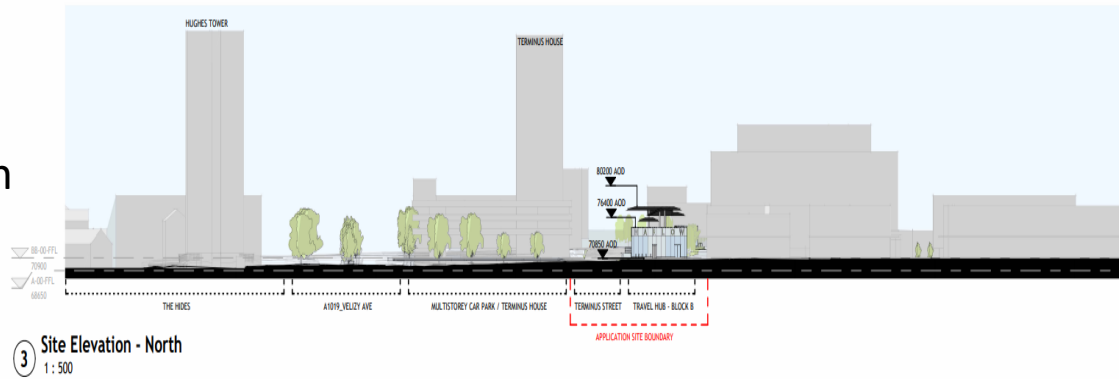 HUGHES TOWER
TERMINUS HOUSE
n
80200 AOD
76400 AOD
70850 AOD
H A R L O W
BB-00-FFL
70900
A-00-FFL
68650
THE HIDES
A1019_VELIZY AVE
MULTISTOREY CAR PARK / TERMINUS HOUSE
TERMINUS STREET
TRAVEL HUB - BLOCK B
APPLICATION SITE BOUNDARY
3 Site Elevation - North
1 : 500